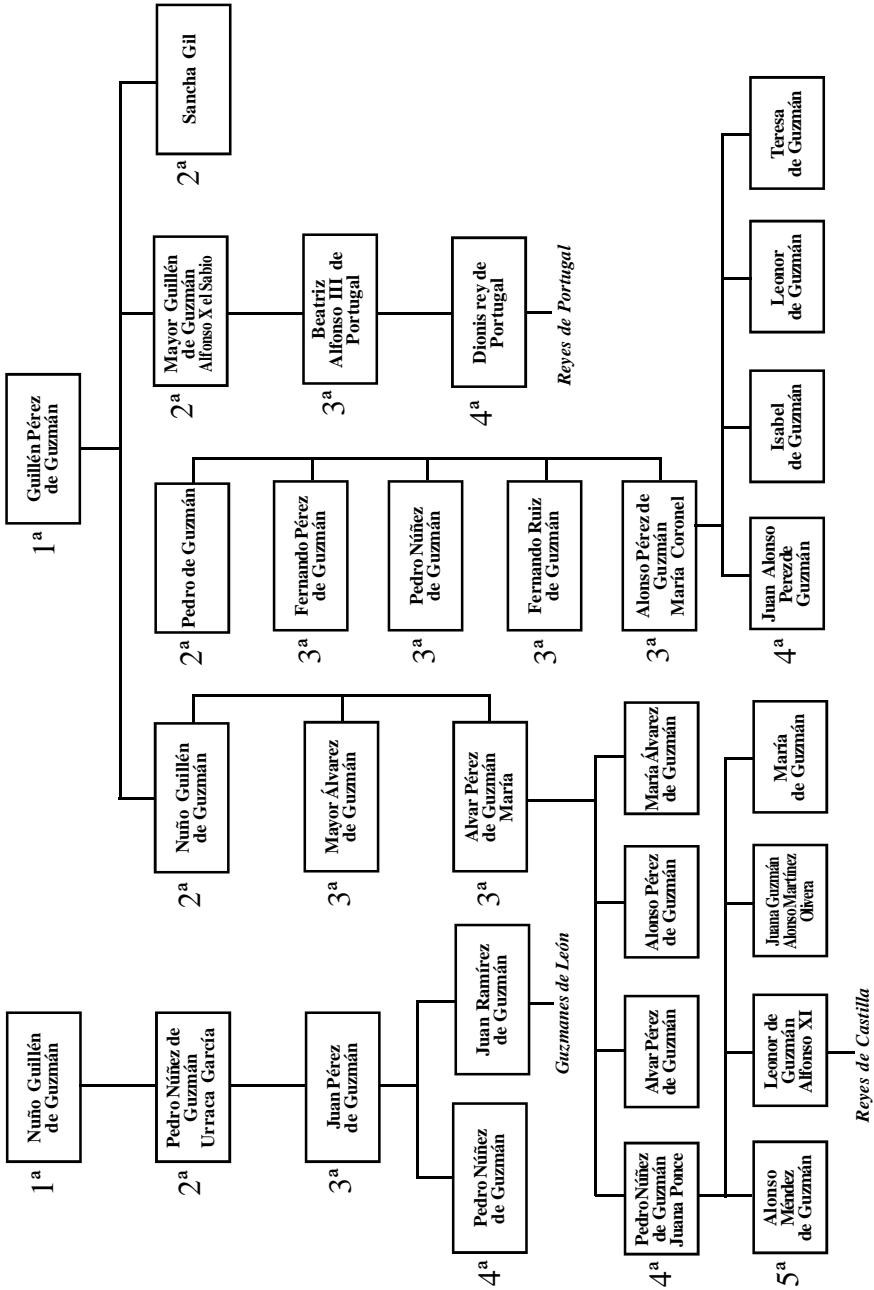 1ª
Nuño Guillén
de Guzmán
2ª
Pedro Núñez de
Guzmán
Urraca García
3ª
Juan Pérez
de Guzmán
4ª
Pedro Núñez
de Guzmán
Juan Ramírez
de Guzmán
Guzmanes de León
1ª
Guillén Pérez
de Guzmán
2ª
Nuño Guillén
de Guzmán
3ª
Mayor Álvarez
de Guzmán
3ª
Alvar Pérez
de Guzmán
María
4ª
Pedro Núñez
de Guzmán
Juana Ponce
Alvar Pérez
de Guzmán
Alonso Pérez
de Guzmán
María Álvarez
de Guzmán
5ª
Alonso
Méndez
de Guzmán
Leonor de
Guzmán
Alfonso XI
Reyes de Castilla
Juana Guzmán
Alonso Martínez
Olivera
María
de Guzmán
2ª
Pedro de Guzmán
3ª
Fernando Pérez
de Guzmán
3ª
Pedro Núñez
de Guzmán
3ª
Fernando Ruiz
de Guzmán
3ª
Alonso Pérez de
Guzmán
María Coronel
4ª
Juan Alonso
Perez de
Guzmán
Isabel
de Guzmán
Leonor
de Guzmán
Teresa
de Guzmán
2ª
Mayor Guillén
de Guzmán
Alfonso X el Sabio
3ª
Beatriz
Alfonso III de
Portugal
4ª
Dionis rey de
Portugal
Reyes de Portugal
2ª
Sancha Gil